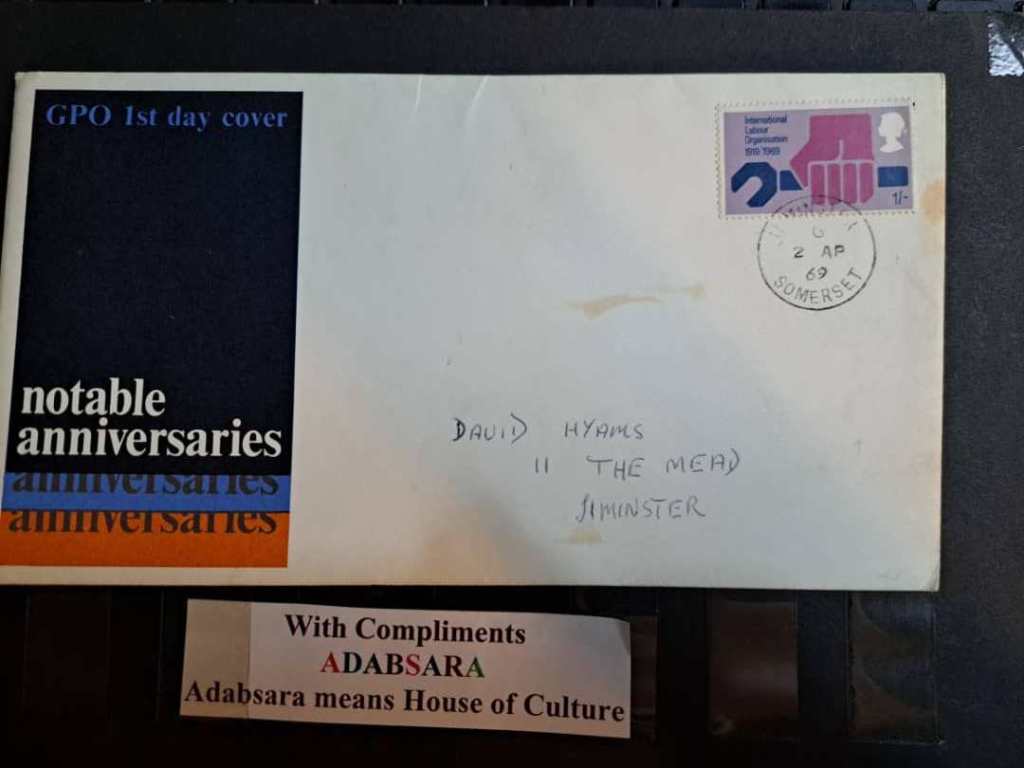 GPO 1st day cover
notable
anniversaries
anniversaries
anniversaries
International
Labour
Organisation
1919/1969
1/-
G
2 AP
69
SOMERSET
DAVID HYAMS
11 THE MEAD
ILMINSTER
With Compliments
ADABSARA
Adabsara means House of Culture